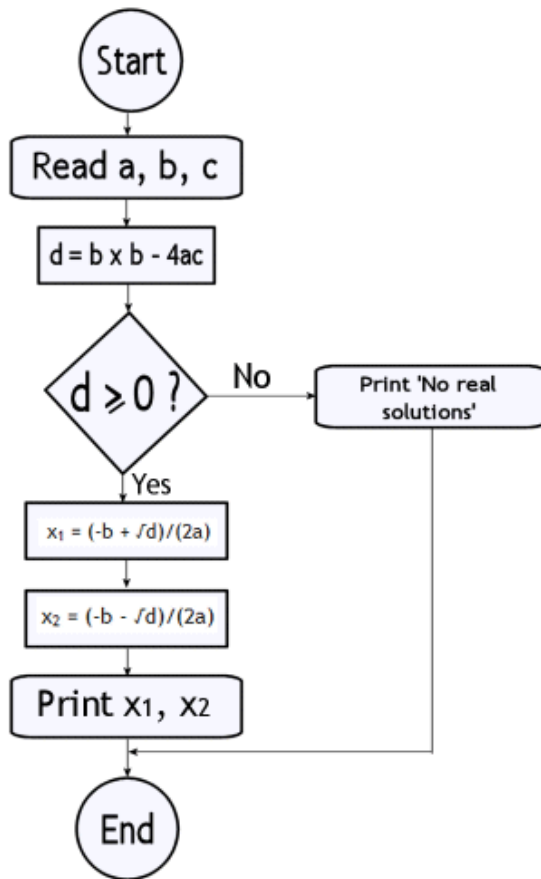 Start
Read a, b, c
d = b x b - 4ac
d ⩾ 0 ?
No
Print 'No real
solutions'
Yes
x₁ = (-b + √d)/(2a)
x₂ = (-b - √d)/(2a)
Print x₁, x₂
End